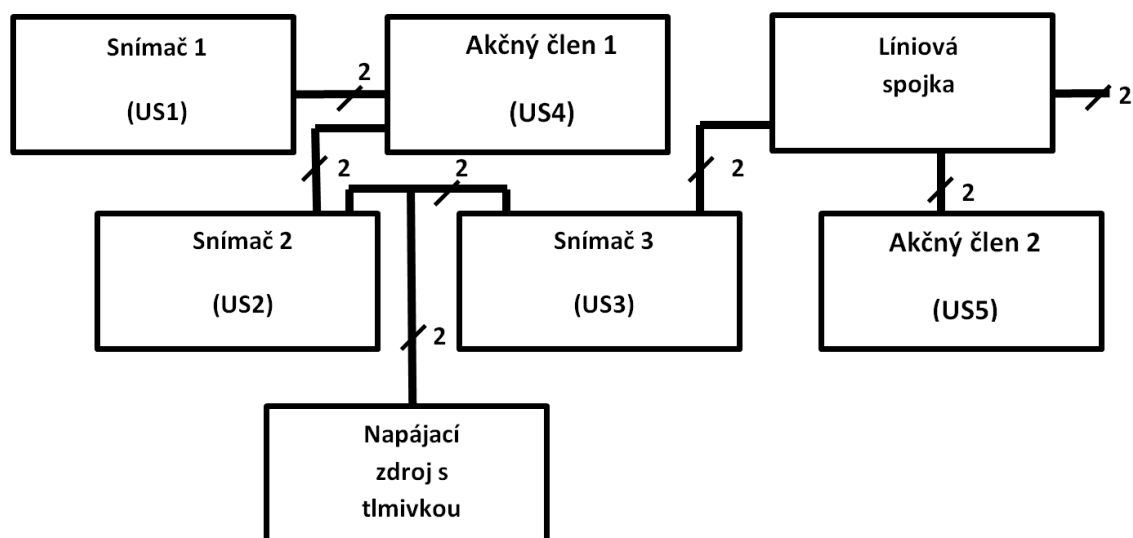 Snímač 1
(US1)
2
Akčný člen 1
(US4)
Líniová
spojka
2
2
2
2
2
Snímač 2
(US2)
Snímač 3
(US3)
Akčný člen 2
(US5)
2
Napájací
zdroj s
tlmivkou